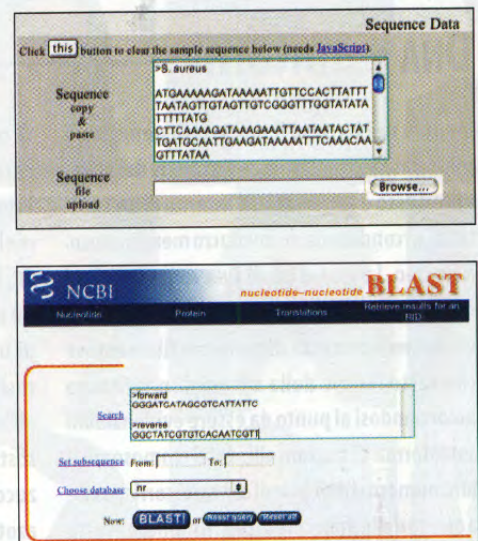 Sequence Data
Click this button to clear the sample sequence below (needs JavaScript).
Sequence
copy
&
paste
>S. aureus
ATGAAAAAGATAAAAATTGTTCCACTTATTT
TAATAGTTGTAGTTGTCGGGTTTGGTATATA
TTTTTATG
CTTCAAAAGATAAAGAAATTAATAATACTAT
TGATGCAATTGAAGATAAAAATTTCAAACAA
GTTTATAA
Sequence
file
upload
Browse...
NCBI
nucleotide-nucleotide BLAST
Nucleotide Protein Translations Retrieve results for an RID
Search
>forward
GGGATCATAGCGTCATTATTC
>reverse
GGCTATCGTGTCACAATCGTT
Set subsequence From: To:
Choose database nr
Now: BLAST! or Reset query Reset all